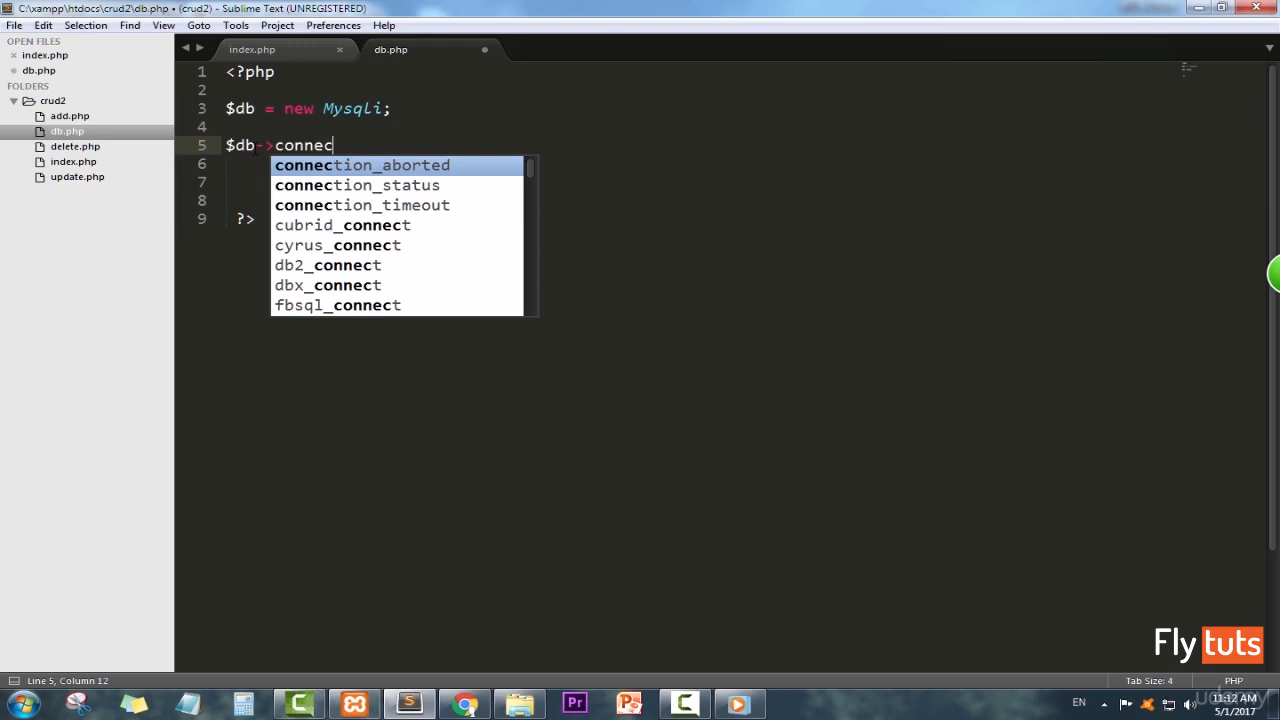 C:\xampp\htdocs\crud2\db.php • (crud2) - Sublime Text (UNREGISTERED)
File Edit Selection View Find Goto Tools Project Preferences Help
OPEN FILES
index.php
db.php
FOLDERS
crud2
add.php
db.php
delete.php
index.php
update.php
index.php db.php
1 <?php
2
3 $db = new Mysqli;
4
5 $db->connec
6
7
8
9 ?>
connection_aborted
connection_status
connection_timeout
cubrid_connect
cyrus_connect
db2_connect
dbx_connect
fbsql_connect
Fly tuts
Line 5, Column 12 Tab Size: 4 PHP
Pr
EN 11:12 AM
5/1/2017
udemy